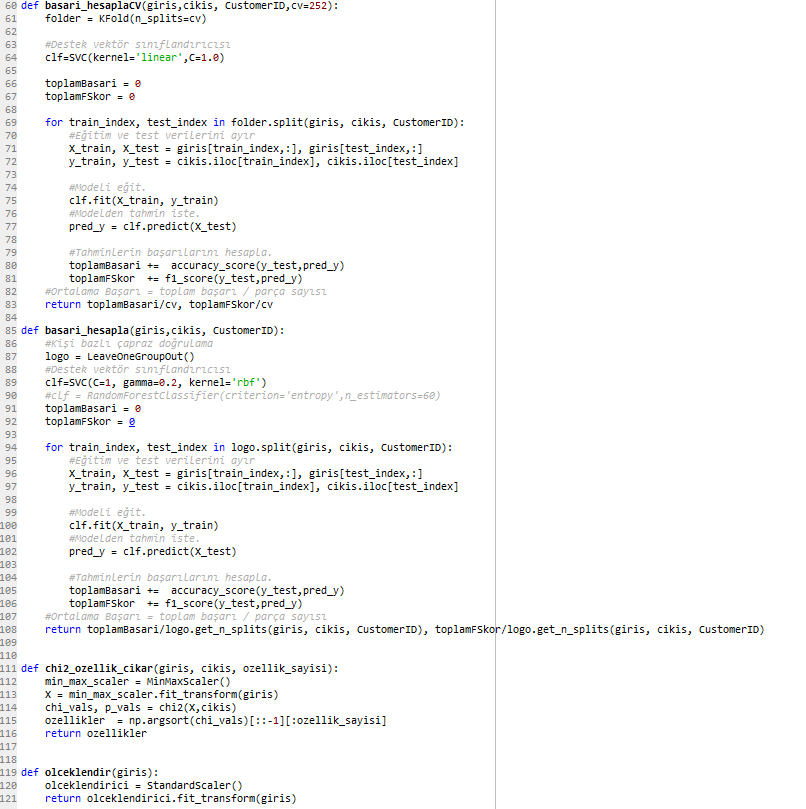 60 def basari_hesaplaCV(giris,cikis, CustomerID,cv=252):
61     folder = KFold(n_splits=cv)
62
63     #Destek vektör sınıflandırıcısı
64     clf=SVC(kernel='linear',C=1.0)
65
66     toplamBasari = 0
67     toplamFSkor = 0
68
69     for train_index, test_index in folder.split(giris, cikis, CustomerID):
70         #Eğitim ve test verilerini ayır
71         X_train, X_test = giris[train_index,:], giris[test_index,:]
72         y_train, y_test = cikis.iloc[train_index], cikis.iloc[test_index]
73
74         #Modeli eğit.
75         clf.fit(X_train, y_train)
76         #Modelden tahmin iste.
77         pred_y = clf.predict(X_test)
78
79         #Tahminlerin başarılarını hesapla.
80         toplamBasari +=  accuracy_score(y_test,pred_y)
81         toplamFSkor  += f1_score(y_test,pred_y)
82     #Ortalama Başarı = toplam başarı / parça sayısı
83     return toplamBasari/cv, toplamFSkor/cv
84
85 def basari_hesapla(giris,cikis, CustomerID):
86     #Kişi bazlı çapraz doğrulama
87     logo = LeaveOneGroupOut()
88     #Destek vektör sınıflandırıcısı
89     clf=SVC(C=1, gamma=0.2, kernel='rbf')
90     #clf = RandomForestClassifier(criterion='entropy',n_estimators=60)
91     toplamBasari = 0
92     toplamFSkor = 0
93
94     for train_index, test_index in logo.split(giris, cikis, CustomerID):
95         #Eğitim ve test verilerini ayır
96         X_train, X_test = giris[train_index,:], giris[test_index,:]
97         y_train, y_test = cikis.iloc[train_index], cikis.iloc[test_index]
98
99         #Modeli eğit.
100         clf.fit(X_train, y_train)
101         #Modelden tahmin iste.
102         pred_y = clf.predict(X_test)
103
104         #Tahminlerin başarılarını hesapla.
105         toplamBasari +=  accuracy_score(y_test,pred_y)
106         toplamFSkor  += f1_score(y_test,pred_y)
107     #Ortalama Başarı = toplam başarı / parça sayısı
108     return toplamBasari/logo.get_n_splits(giris, cikis, CustomerID), toplamFSkor/logo.get_n_splits(giris, cikis, CustomerID)
109
110
111 def chi2_ozellik_cikar(giris, cikis, ozellik_sayisi):
112     min_max_scaler = MinMaxScaler()
113     X = min_max_scaler.fit_transform(giris)
114     chi_vals, p_vals = chi2(X,cikis)
115     ozellikler  = np.argsort(chi_vals)[::-1][:ozellik_sayisi]
116     return ozellikler
117
118
119 def olceklendir(giris):
120     olceklendirici = StandardScaler()
121     return olceklendirici.fit_transform(giris)